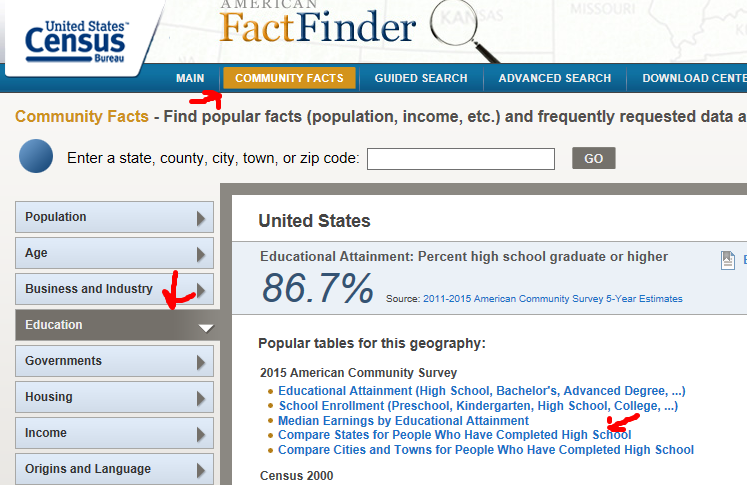 AMERICAN
FactFinder
United States™
Census
Bureau
KANSAS
MISSOURI
MAIN COMMUNITY FACTS GUIDED SEARCH ADVANCED SEARCH DOWNLOAD CENTE
Community Facts - Find popular facts (population, income, etc.) and frequently requested data a
Enter a state, county, city, town, or zip code: GO
Population
Age
Business and Industry
Education
Governments
Housing
Income
Origins and Language
United States
Educational Attainment: Percent high school graduate or higher
86.7% Source: 2011-2015 American Community Survey 5-Year Estimates
Popular tables for this geography:
2015 American Community Survey
Educational Attainment (High School, Bachelor's, Advanced Degree, ...)
School Enrollment (Preschool, Kindergarten, High School, College, ...)
Median Earnings by Educational Attainment
Compare States for People Who Have Completed High School
Compare Cities and Towns for People Who Have Completed High School
Census 2000